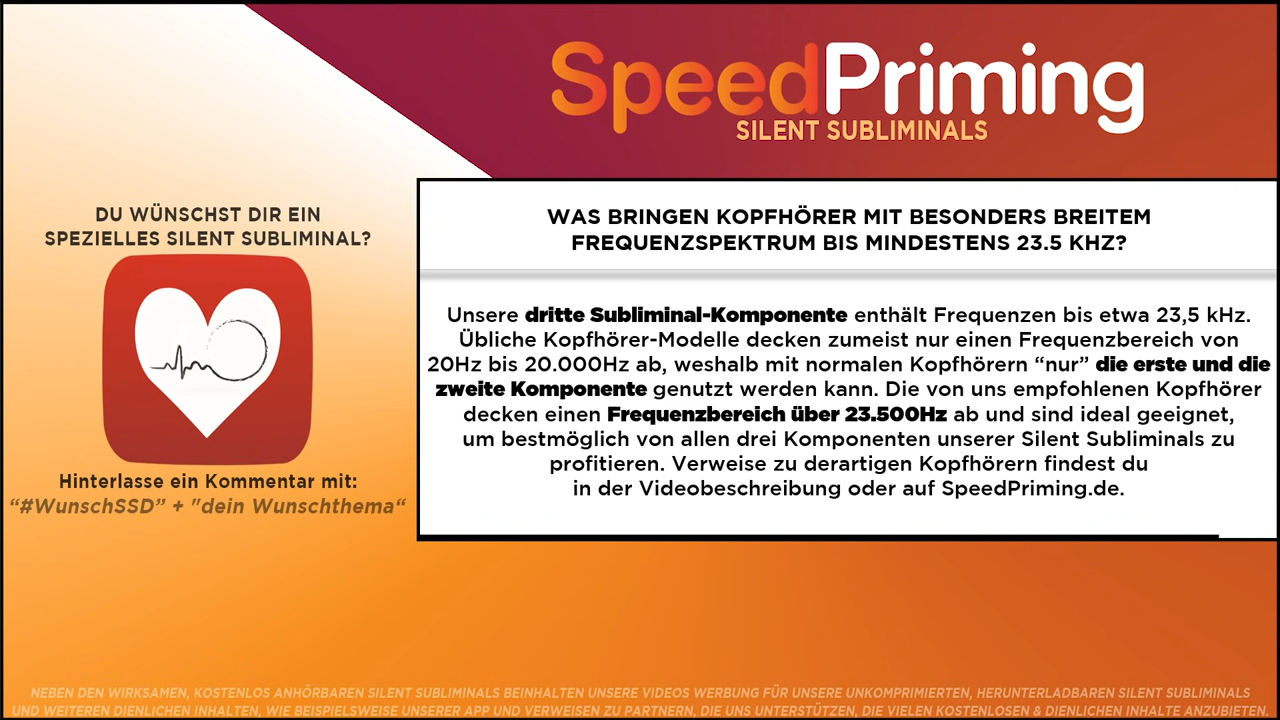 SpeedPriming
SILENT SUBLIMINALS
DU WÜNSCHST DIR EIN
SPEZIELLES SILENT SUBLIMINAL?
Hinterlasse ein Kommentar mit:
“#WunschSSD” + "dein Wunschthema“
WAS BRINGEN KOPFHÖRER MIT BESONDERS BREITEM
FREQUENZSPEKTRUM BIS MINDESTENS 23.5 KHZ?
Unsere dritte Subliminal-Komponente enthält Frequenzen bis etwa 23,5 kHz.
Übliche Kopfhörer-Modelle decken zumeist nur einen Frequenzbereich von
20Hz bis 20.000Hz ab, weshalb mit normalen Kopfhörern “nur” die erste und die
zweite Komponente genutzt werden kann. Die von uns empfohlenen Kopfhörer
decken einen Frequenzbereich über 23.500Hz ab und sind ideal geeignet,
um bestmöglich von allen drei Komponenten unserer Silent Subliminals zu
profitieren. Verweise zu derartigen Kopfhörern findest du
in der Videobeschreibung oder auf SpeedPriming.de.
NEBEN DEN WIRKSAMEN, KOSTENLOS ANHÖRBAREN SILENT SUBLIMINALS BEINHALTEN UNSERE VIDEOS WERBUNG FÜR UNSERE UNKOMPRIMIERTEN, HERUNTERLADBAREN SILENT SUBLIMINALS
UND WEITEREN DIENLICHEN INHALTEN, WIE BEISPIELSWEISE UNSERER APP UND VERWEISEN ZU PARTNERN, DIE UNS UNTERSTÜTZEN, DIE VIELEN KOSTENLOSEN & DIENLICHEN INHALTE ANZUBIETEN.